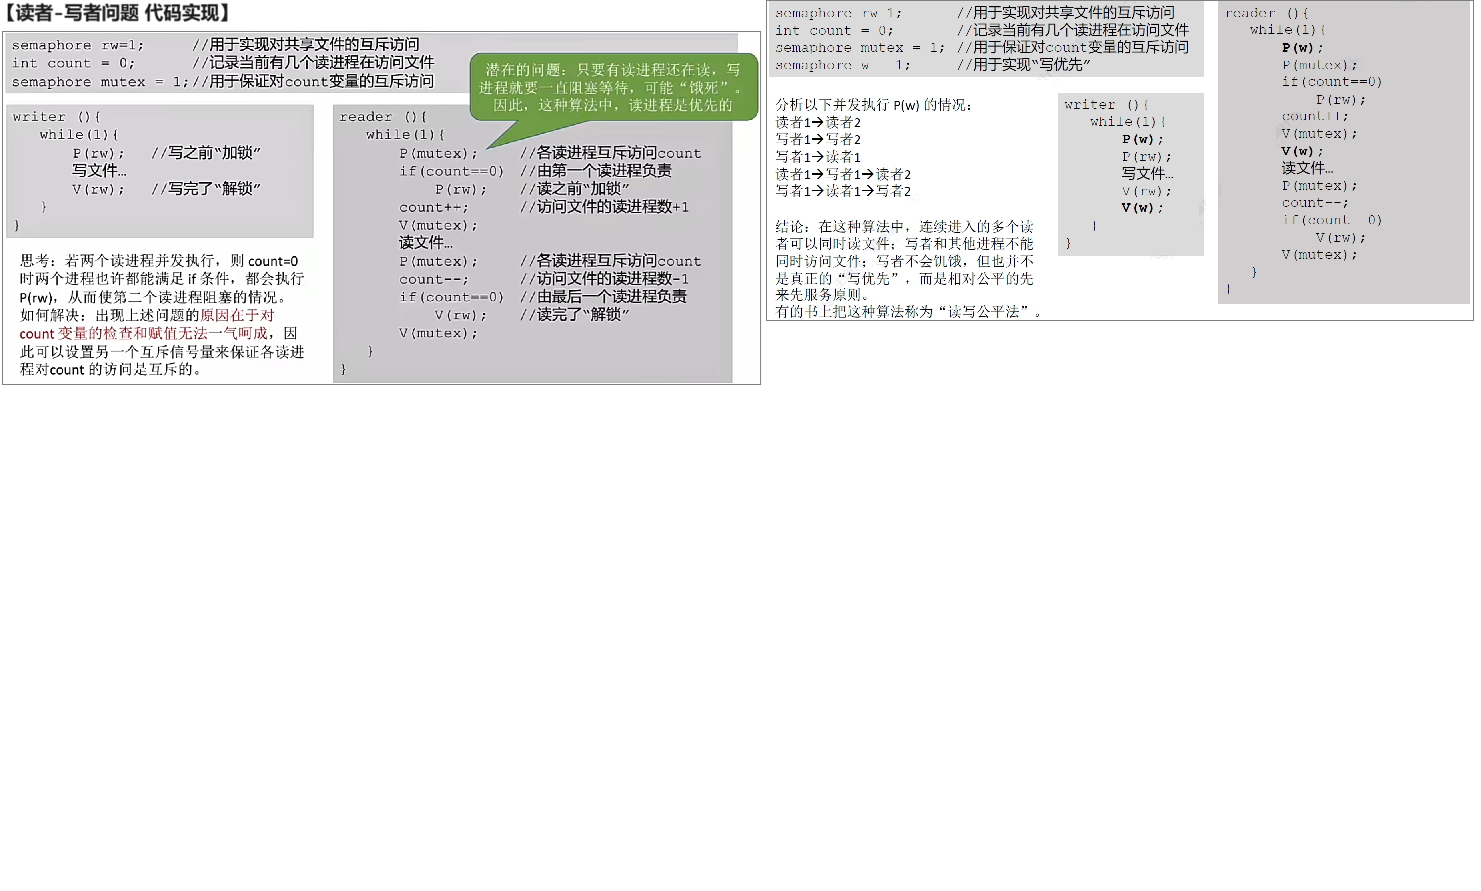 【读者-写者问题 代码实现】
semaphore rw=1; //用于实现对共享文件的互斥访问
int count = 0; //记录当前有几个读进程在访问文件
semaphore mutex = 1;//用于保证对count变量的互斥访问
潜在的问题：只要有读进程还在读，写
进程就要一直阻塞等待，可能“饿死”。
因此，这种算法中，读进程是优先的
writer (){
while(1){
P(rw); //写之前“加锁”
写文件…
V(rw); //写完了“解锁”
}
}
思考：若两个读进程并发执行，则 count=0
时两个进程也许都能满足 if 条件，都会执行
P(rw)，从而使第二个读进程阻塞的情况。
如何解决：出现上述问题的原因在于对
count 变量的检查和赋值无法一气呵成，因
此可以设置另一个互斥信号量来保证各读进
程对count 的访问是互斥的。
reader (){
while(1){
P(mutex); //各读进程互斥访问count
if(count==0) //由第一个读进程负责
P(rw); //读之前“加锁”
count++; //访问文件的读进程数+1
V(mutex);
读文件…
P(mutex); //各读进程互斥访问count
count--; //访问文件的读进程数-1
if(count==0) //由最后一个读进程负责
V(rw); //读完了“解锁”
V(mutex);
}
}
semaphore rw 1; //用于实现对共享文件的互斥访问
int count = 0; //记录当前有几个读进程在访问文件
semaphore mutex = 1; //用于保证对count变量的互斥访问
semaphore w 1; //用于实现“写优先”
分析以下并发执行 P(w) 的情况：
读者1→读者2
写者1→写者2
写者1→读者1
读者1→写者1→读者2
写者1→读者1→写者2
结论：在这种算法中，连续进入的多个读
者可以同时读文件；写者和其他进程不能
同时访问文件；写者不会饥饿，但也并不
是真正的“写优先”，而是相对公平的先
来先服务原则。
有的书上把这种算法称为“读写公平法”。
writer (){
while(1){
P(w);
P(rw);
写文件…
V(rw);
V(w);
}
}
reader (){
while(1){
P(w);
P(mutex);
if(count==0)
P(rw);
count++;
V(mutex);
V(w);
读文件…
P(mutex);
count--;
if(count 0)
V(rw);
V(mutex);
}
}